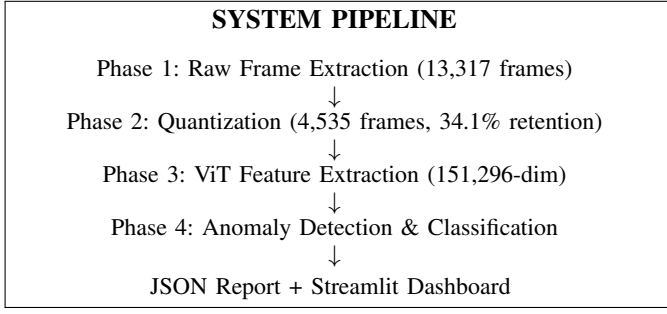 SYSTEM PIPELINE
Phase 1: Raw Frame Extraction (13,317 frames)
↓
Phase 2: Quantization (4,535 frames, 34.1% retention)
↓
Phase 3: ViT Feature Extraction (151,296-dim)
↓
Phase 4: Anomaly Detection & Classification
↓
JSON Report + Streamlit Dashboard